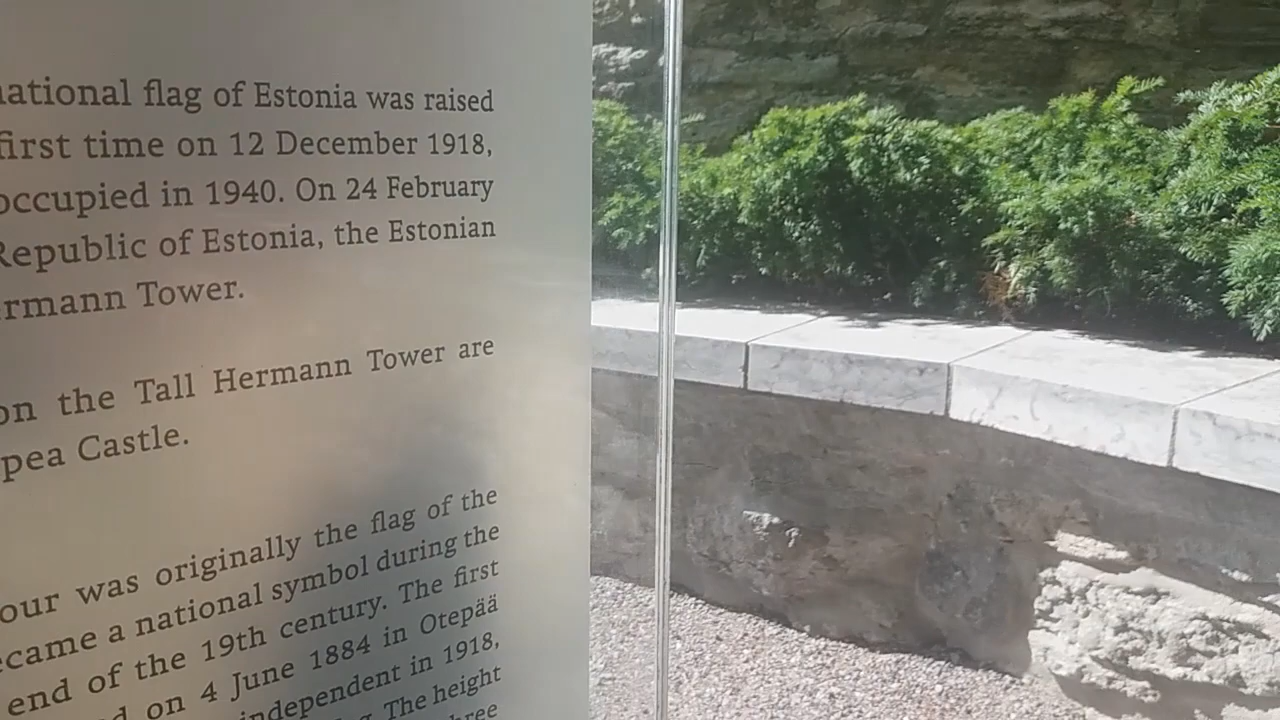 national flag of Estonia was raised
first time on 12 December 1918,
occupied in 1940. On 24 February
Republic of Estonia, the Estonian
rmann Tower.
on the Tall Hermann Tower are
pea Castle.
our was originally the flag of the
ecame a national symbol during the
end of the 19th century. The first
d on 4 June 1884 in Otepää
independent in 1918,
The height